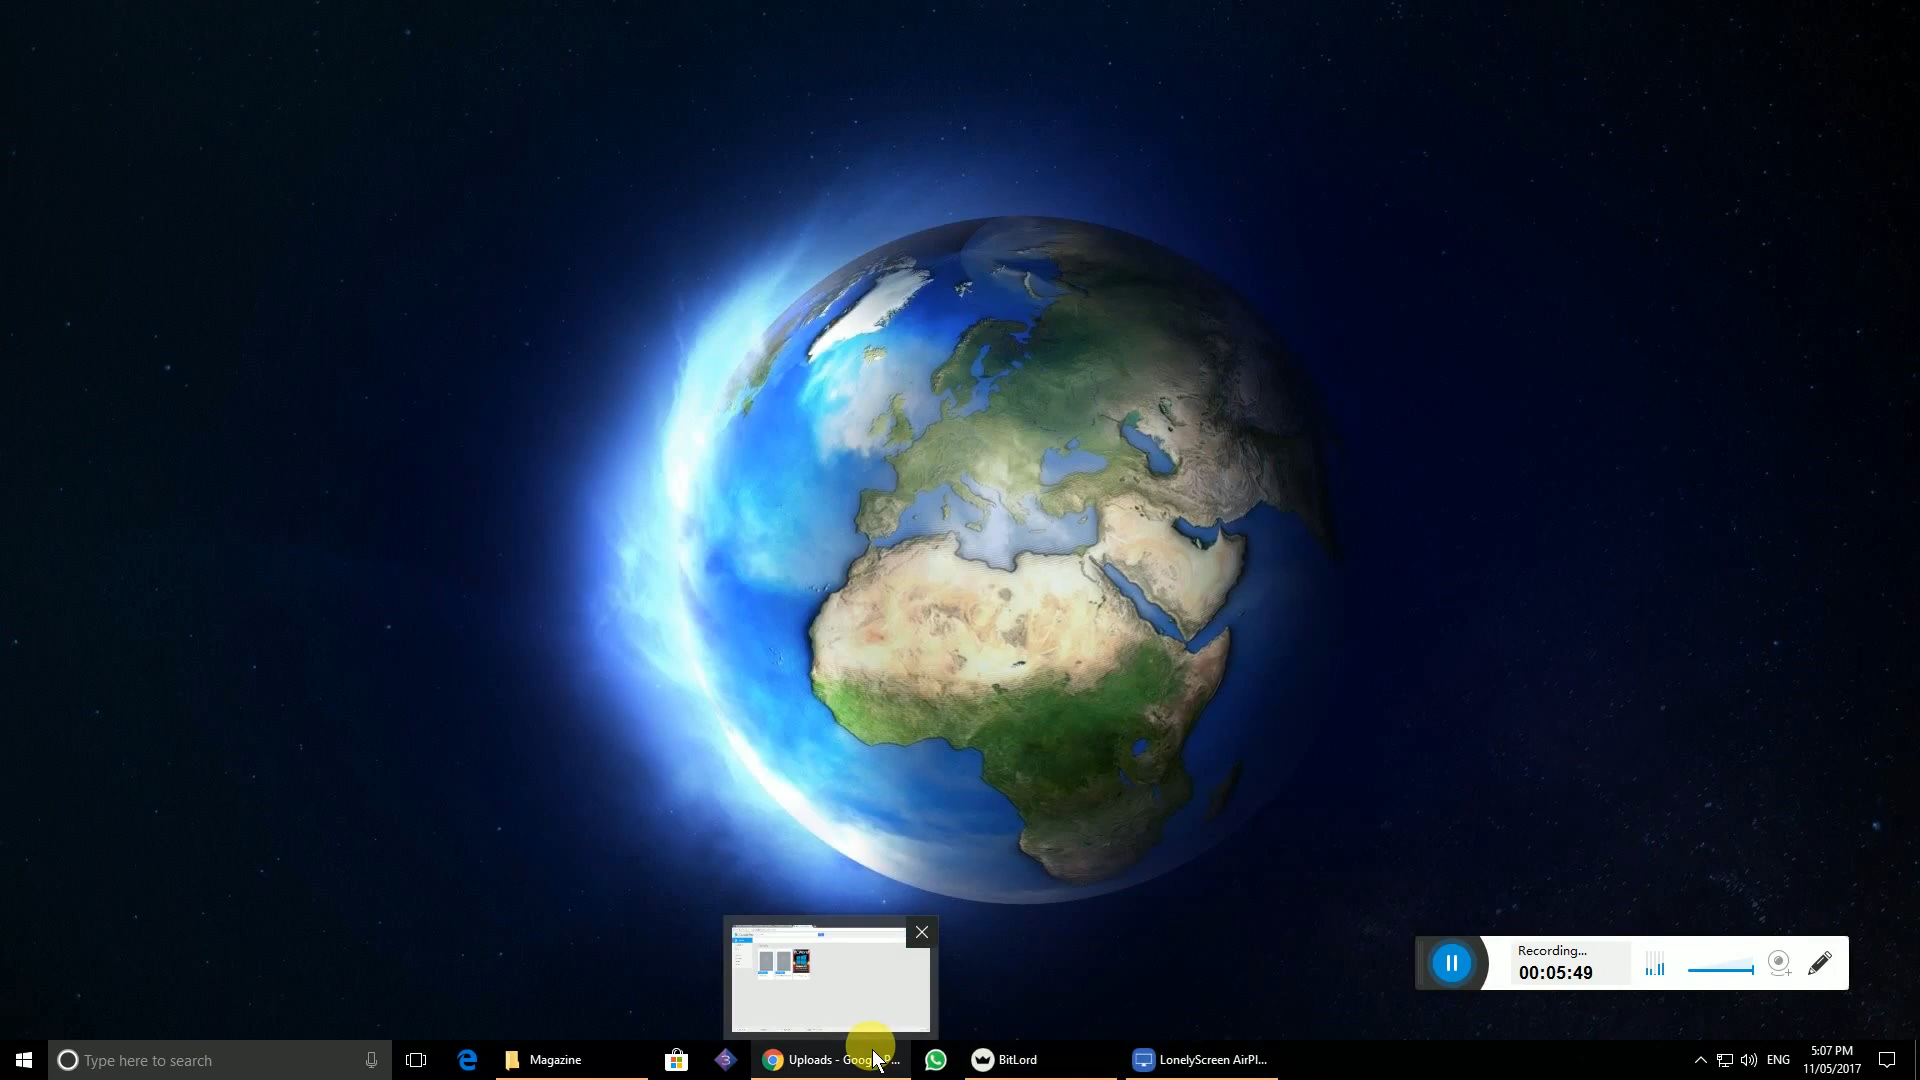 Recording...
00:05:49
Type here to search
Magazine
3
Uploads - Goog
BitLord
LonelyScreen AirPl...
ENG
5:07 PM
11/05/2017